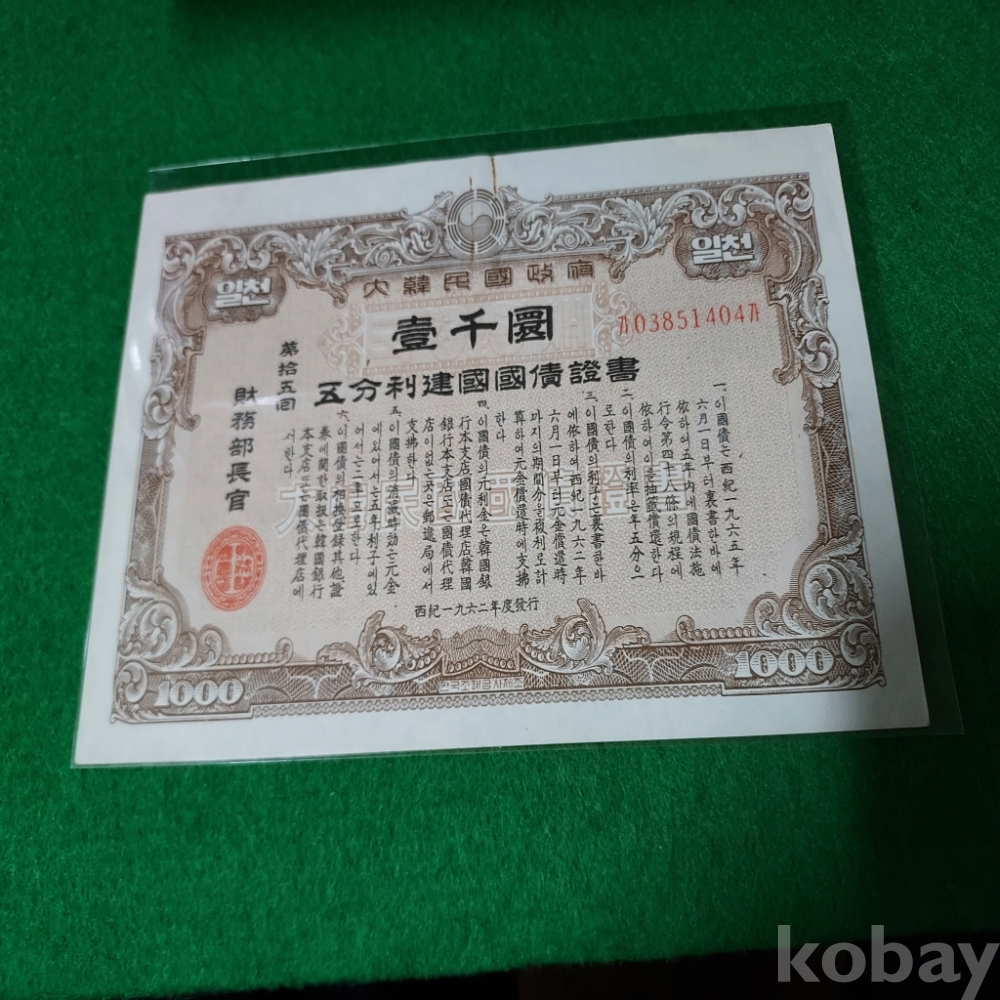 일천
일천
大韓民國政府
壹千圜
가03851404가
五分利建國國債證書
第拾五回
財務部長官
一、이國債는西紀一九六五年
六月一日부터裏書한바에
依하여五年內에國債法施
行令第四十八條의規程에
依하여이를抽籤償還한다
二、이國債의利率은年五分으
로한다
三、이國債의利子는裏書한바
에依하여西紀一九六二年
六月一日부터元金償還時
까지의期間分을複利로計
算하여元金償還時에支拂
한다
四、이國債의元利金은韓國銀
行本支店國債代理店韓國
銀行本支店또는國債代理
店이없는곳은郵遞局에서
支拂한다
五、이國債의消滅時効는元金
에있어서는五年利子에있
어서는二年으로한다
六、이國債의相換登錄其他證
券에關한取扱은韓國銀行
本支店또는國債代理店에
서한다
西紀一九六二年度發行
1000
1000
한국조폐공사제조
kobay